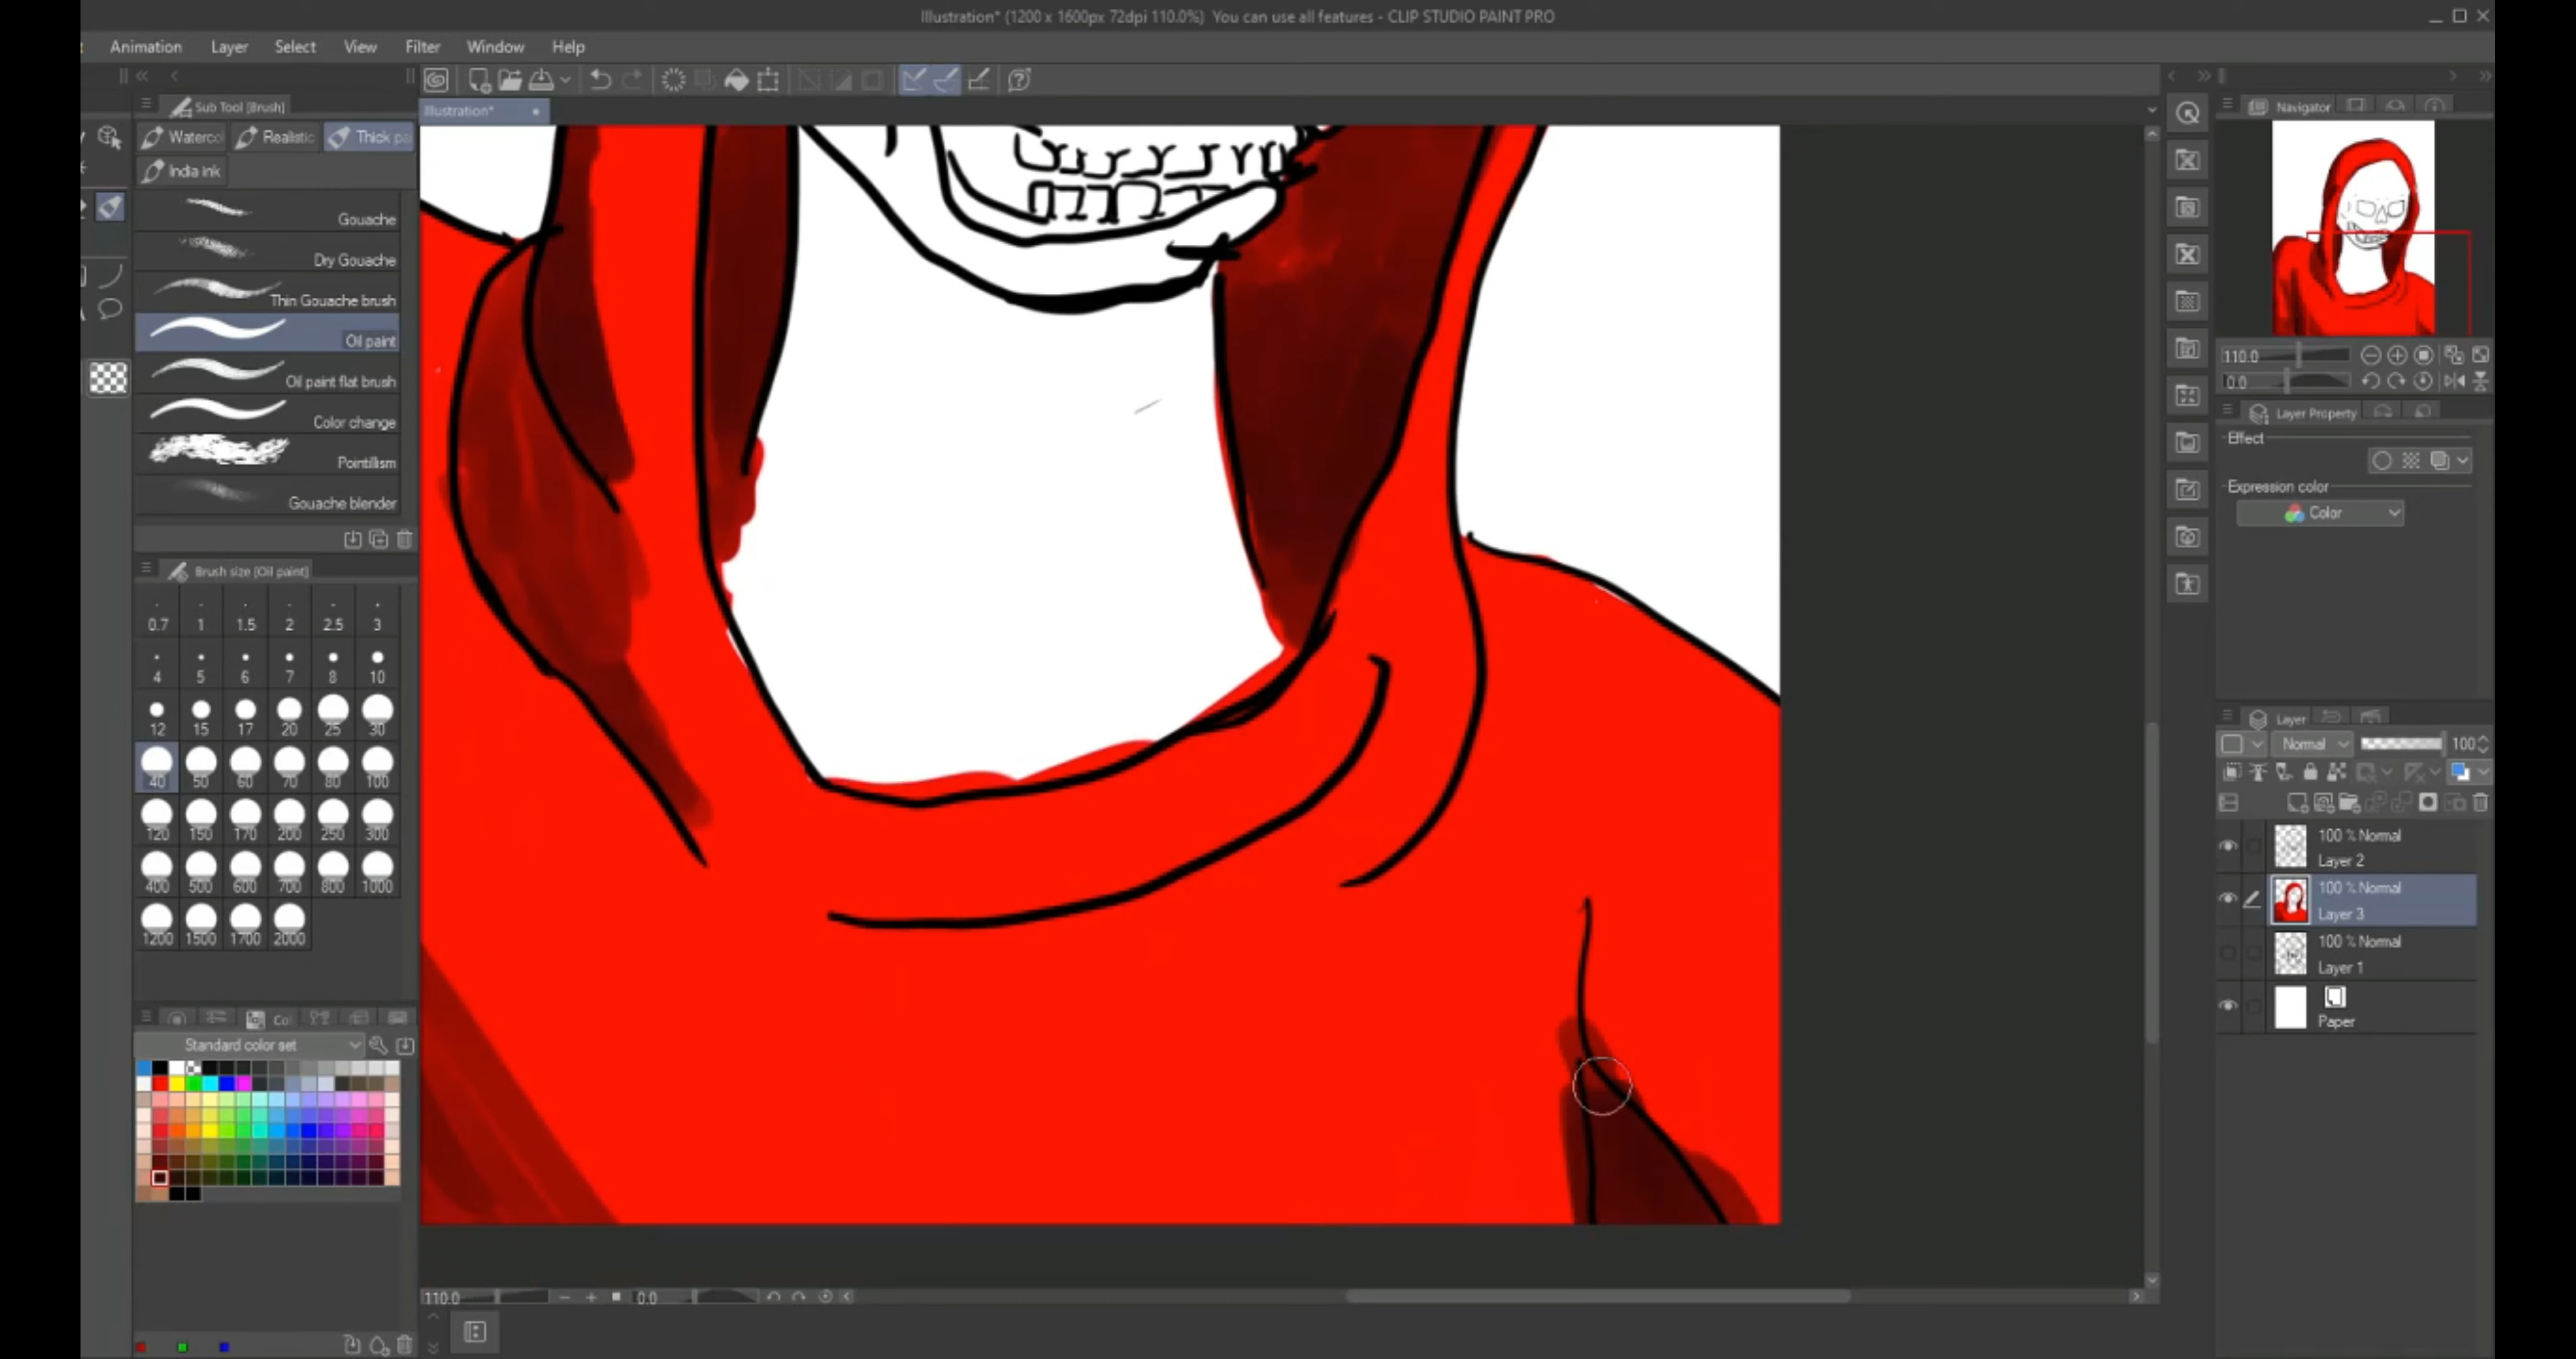 Illustration* (1200 x 1600px 72dpi 110.0%) You can use all features - CLIP STUDIO PAINT PRO
Animation Layer Select View Filter Window Help
Sub Tool [Brush]
Waterco Realistic Thick pa
India ink
Gouache
Dry Gouache
Thin Gouache brush
Oil paint
Oil paint flat brush
Color change
Pointillism
Gouache blender
Brush size [Oil paint]
0.7 1 1.5 2 2.5 3
4 5 6 7 8 10
12 15 17 20 25 30
40 50 60 70 80 100
120 150 170 200 250 300
400 500 600 700 800 1000
1200 1500 1700 2000
Col
Standard color set
Illustration*
110.0 0.0
Navigator
110.0
0.0
Layer Property
Effect
Expression color
Color
Layer
Normal 100
100 % Normal
Layer 2
100 % Normal
Layer 3
100 % Normal
Layer 1
Paper